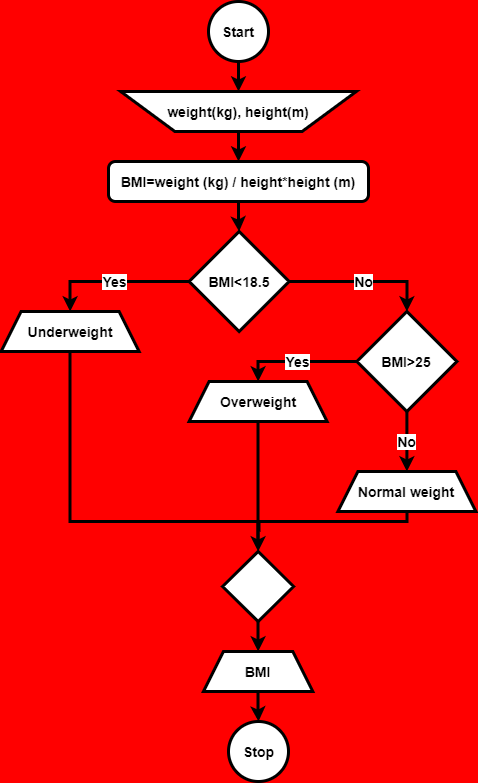 Start
weight(kg), height(m)
BMI=weight (kg) / height*height (m)
BMI<18.5
Yes
No
Underweight
BMI>25
Yes
Overweight
No
Normal weight
BMI
Stop